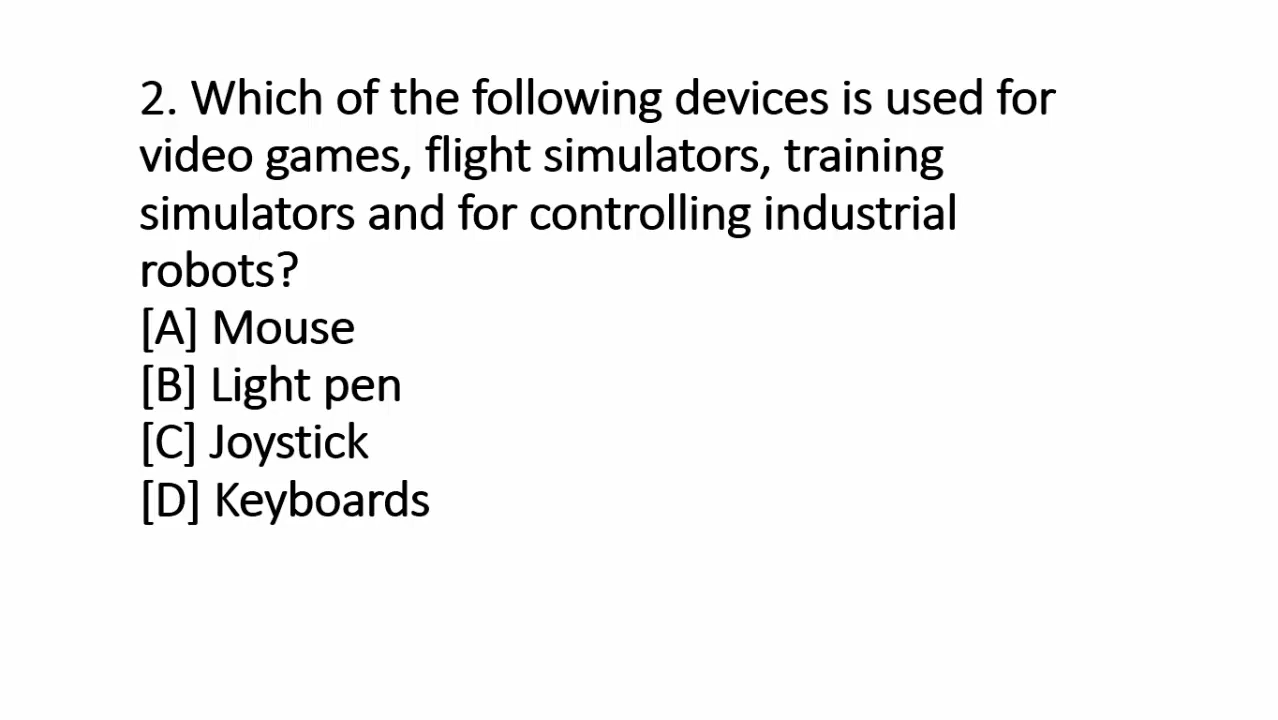 2. Which of the following devices is used for
video games, flight simulators, training
simulators and for controlling industrial
robots?
[A] Mouse
[B] Light pen
[C] Joystick
[D] Keyboards